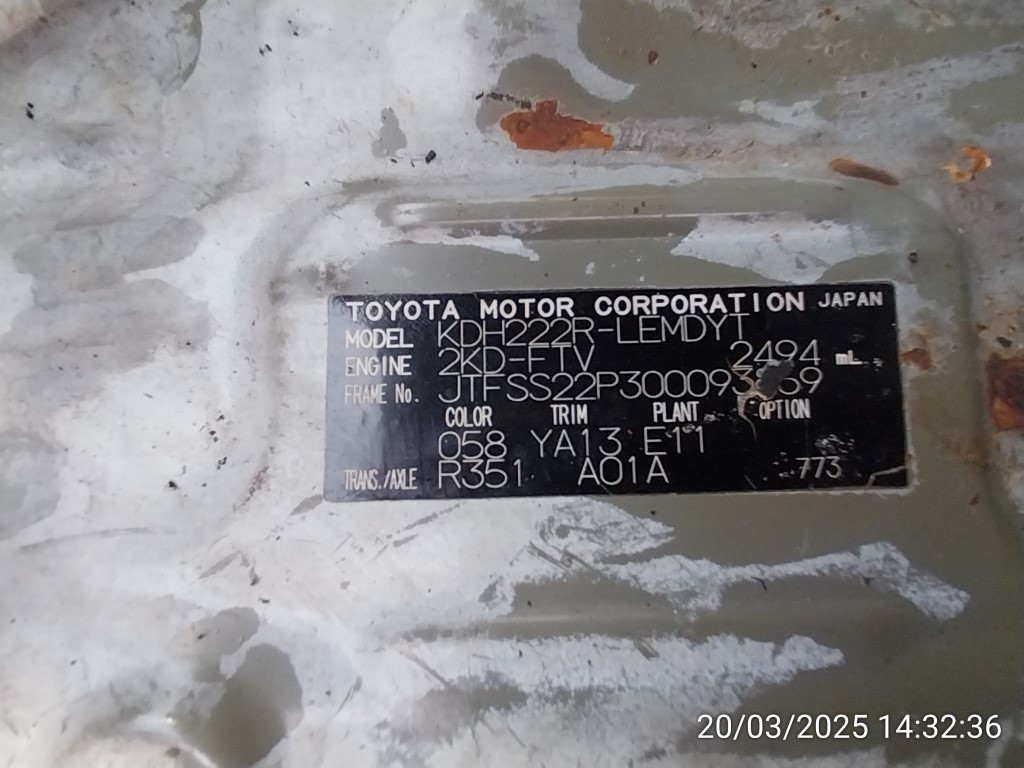 TOYOTA MOTOR CORPORATION JAPAN
MODEL KDH222R-LEMDYT
ENGINE 2KD-FTV 2494 mL
FRAME No.
COLOR TRIM PLANT OPTION
058 YA13 E11
TRANS./AXLE R351 A01A 773
20/03/2025 14:32:36